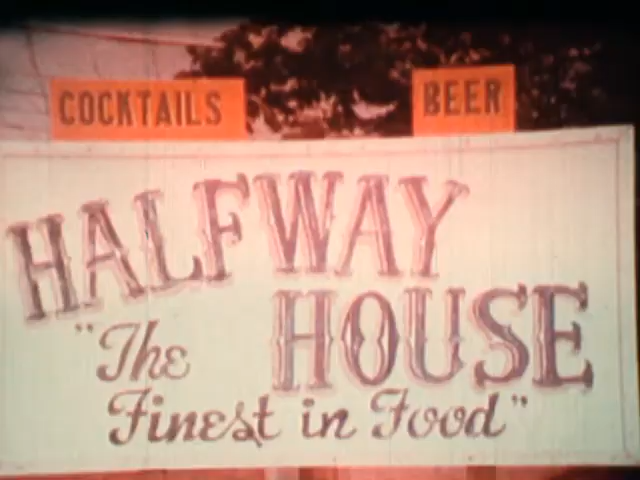 COCKTAILS
BEER
HALFWAY
HOUSE
"The
Finest in Food"